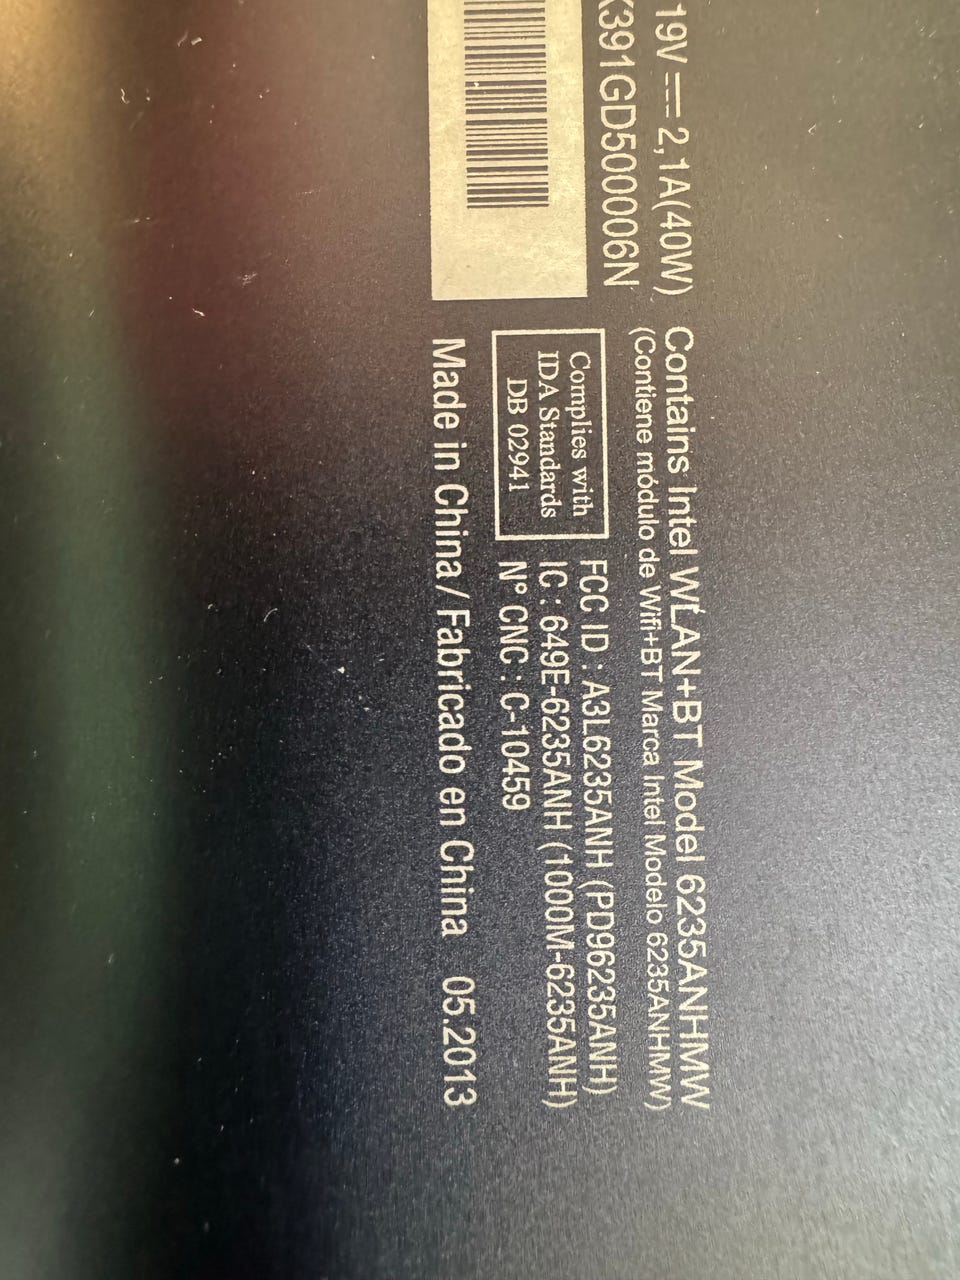 19V ⎓ 2,1A(40W)
391GD500006N
Contains Intel WLAN+BT Model 6235ANHMW
(Contiene módulo de Wifi+BT Marca Intel Modelo 6235ANHMW)
Complies with
IDA Standards
DB 02941
FCC ID : A3L6235ANH (PD96235ANH)
IC : 649E-6235ANH (1000M-6235ANH)
Nº CNC : C-10459
Made in China / Fabricado en China 05.2013